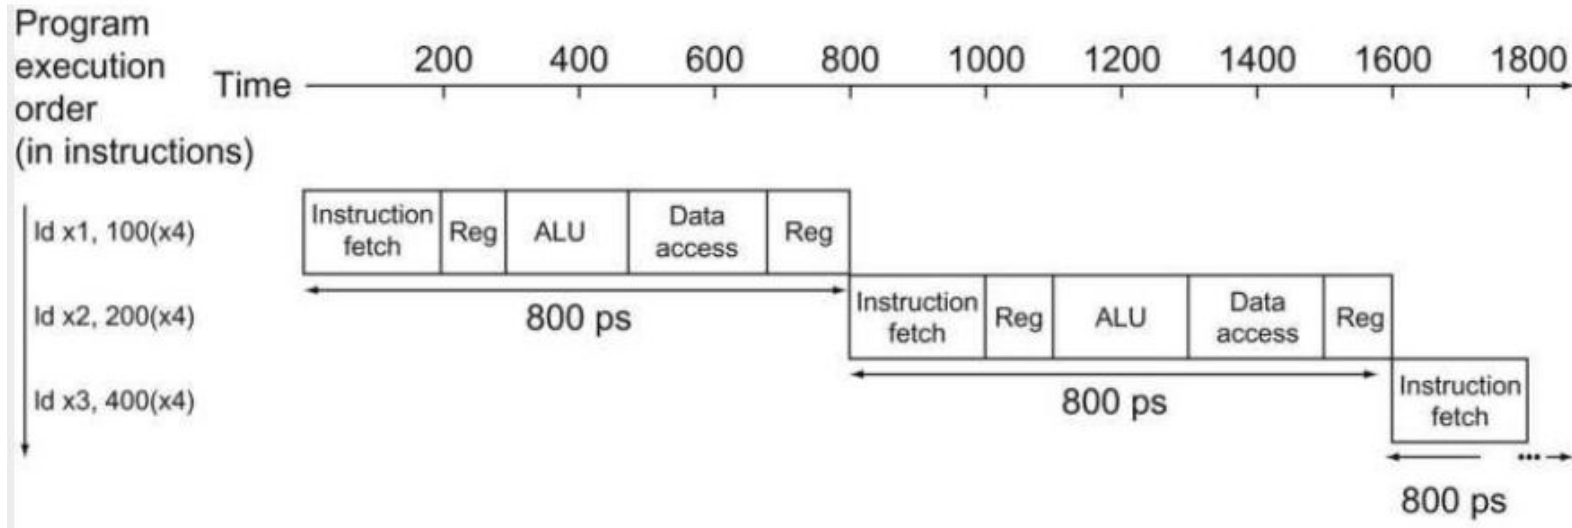 Program
execution
order
(in instructions)
Time
200 400 600 800 1000 1200 1400 1600 1800
ld x1, 100(x4)
Instruction
fetch
Reg
ALU
Data
access
Reg
800 ps
ld x2, 200(x4)
Instruction
fetch
Reg
ALU
Data
access
Reg
800 ps
ld x3, 400(x4)
Instruction
fetch
...
800 ps